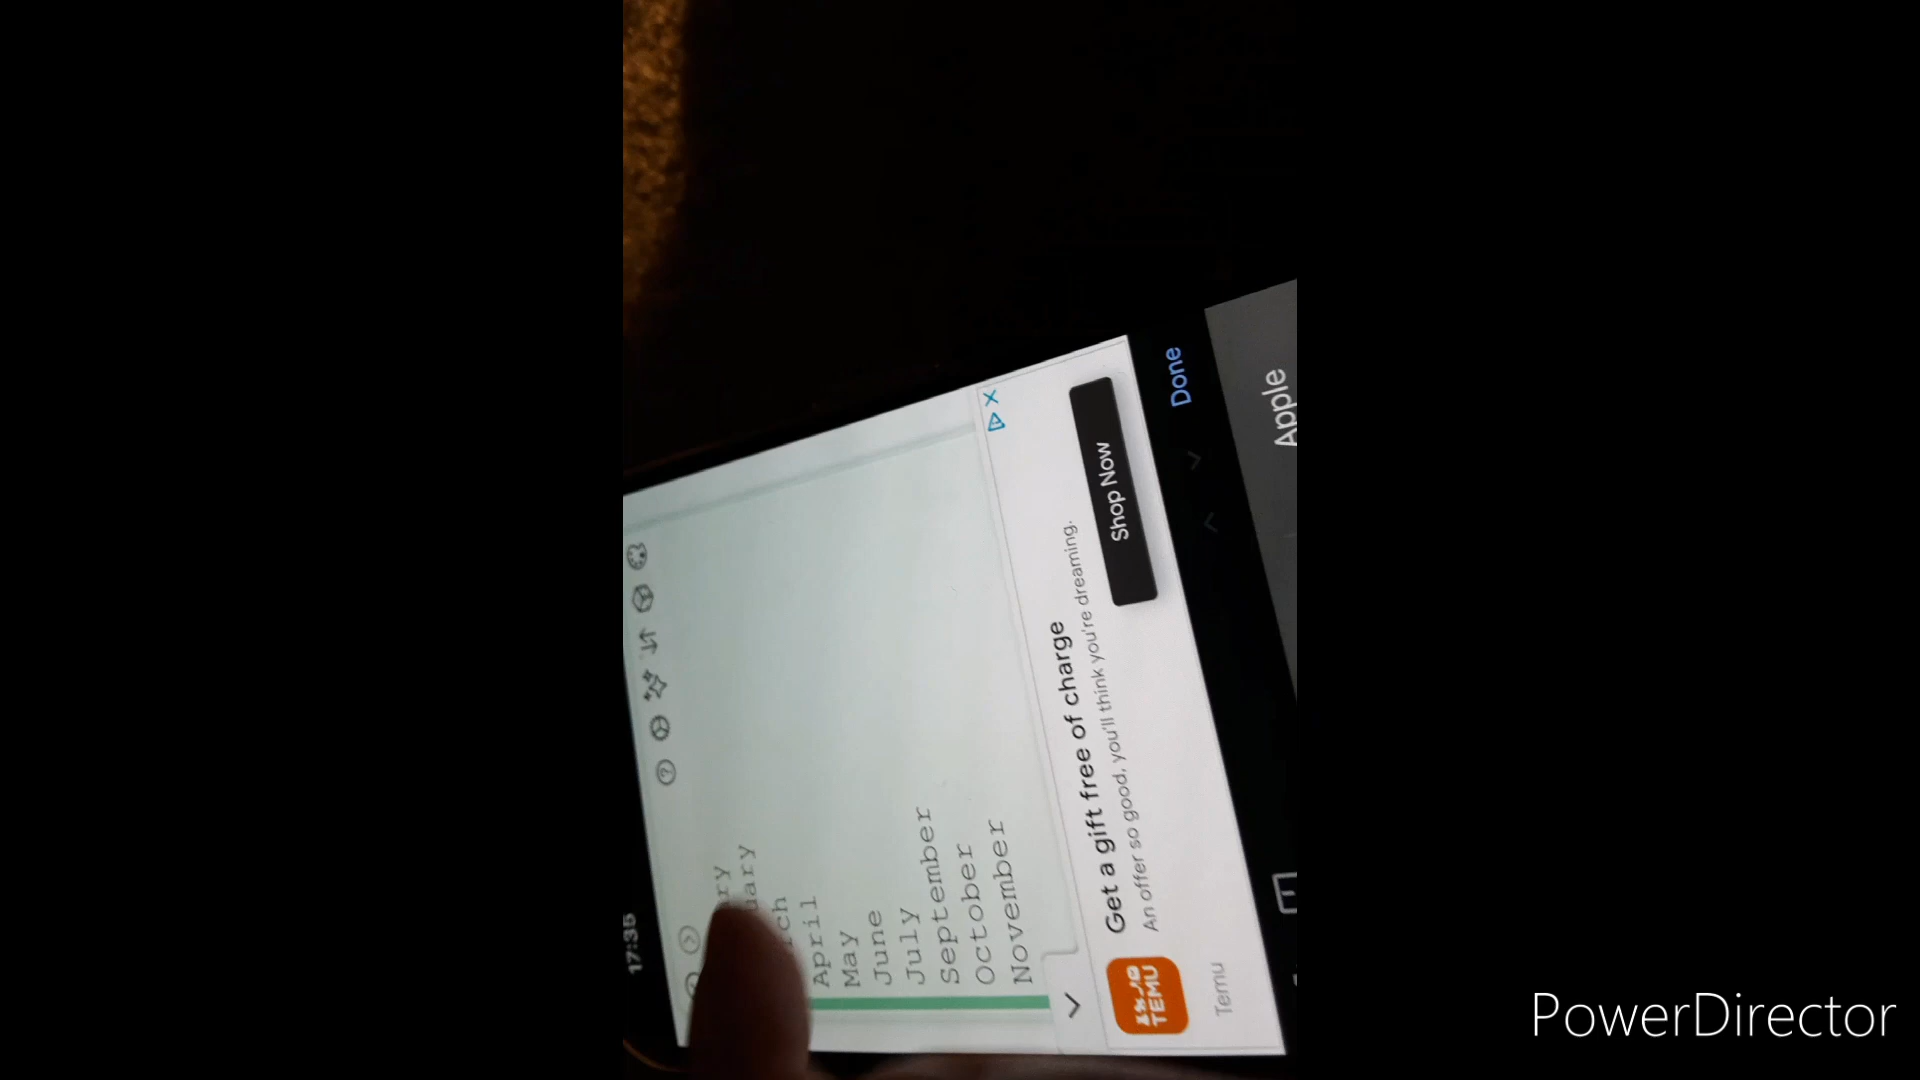 17:35
April
May
June
July
September
October
November
Get a gift free of charge
An offer so good, you'll think you're dreaming.
Shop Now
TEMU
Temu
Done
Apple
PowerDirector